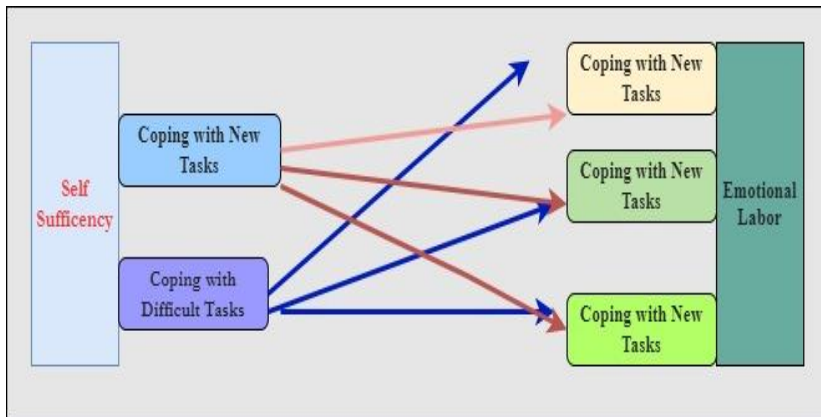 Self
Sufficency
Coping with New
Tasks
Coping with
Difficult Tasks
Coping with New
Tasks
Coping with New
Tasks
Coping with New
Tasks
Emotional
Labor